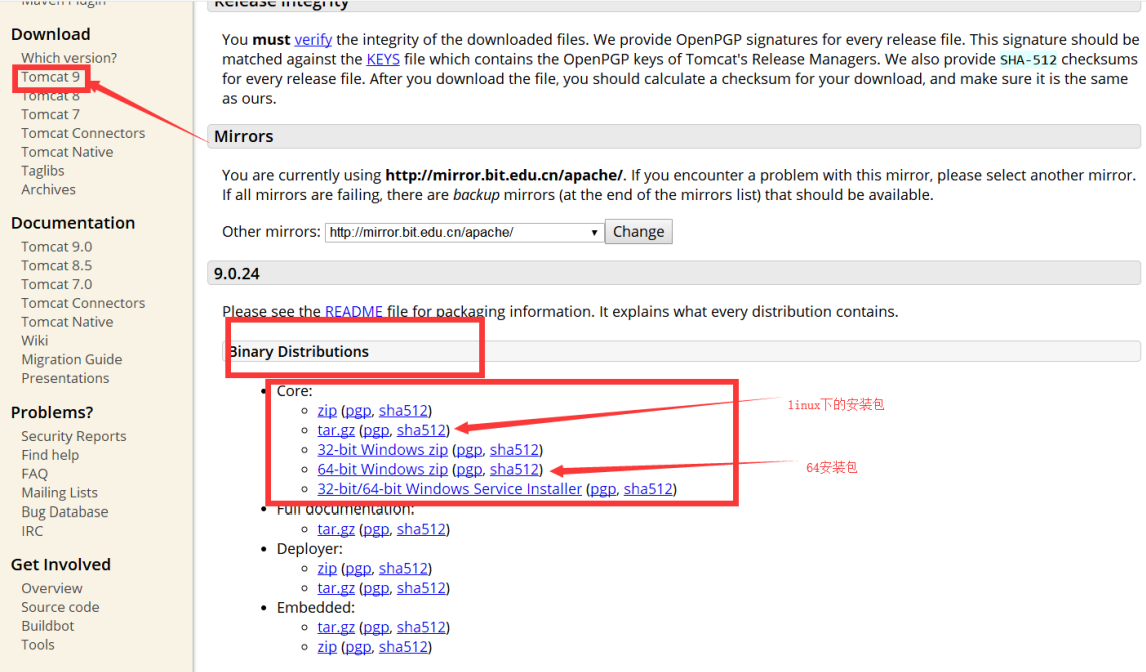 Maven Plugin
Download
Which version?
Tomcat 9
Tomcat 8
Tomcat 7
Tomcat Connectors
Tomcat Native
Taglibs
Archives
Documentation
Tomcat 9.0
Tomcat 8.5
Tomcat 7.0
Tomcat Connectors
Tomcat Native
Wiki
Migration Guide
Presentations
Problems?
Security Reports
Find help
FAQ
Mailing Lists
Bug Database
IRC
Get Involved
Overview
Source code
Buildbot
Tools
Release Integrity
You must verify the integrity of the downloaded files. We provide OpenPGP signatures for every release file. This signature should be
matched against the KEYS file which contains the OpenPGP keys of Tomcat's Release Managers. We also provide SHA-512 checksums
for every release file. After you download the file, you should calculate a checksum for your download, and make sure it is the same
as ours.
Mirrors
You are currently using http://mirror.bit.edu.cn/apache/. If you encounter a problem with this mirror, please select another mirror.
If all mirrors are failing, there are backup mirrors (at the end of the mirrors list) that should be available.
Other mirrors: http://mirror.bit.edu.cn/apache/ Change
9.0.24
Please see the README file for packaging information. It explains what every distribution contains.
Binary Distributions
Core:
zip (pgp, sha512)
tar.gz (pgp, sha512)
linux下的安装包
32-bit Windows zip (pgp, sha512)
64-bit Windows zip (pgp, sha512)
64安装包
32-bit/64-bit Windows Service Installer (pgp, sha512)
Full documentation:
tar.gz (pgp, sha512)
Deployer:
zip (pgp, sha512)
tar.gz (pgp, sha512)
Embedded:
tar.gz (pgp, sha512)
zip (pgp, sha512)